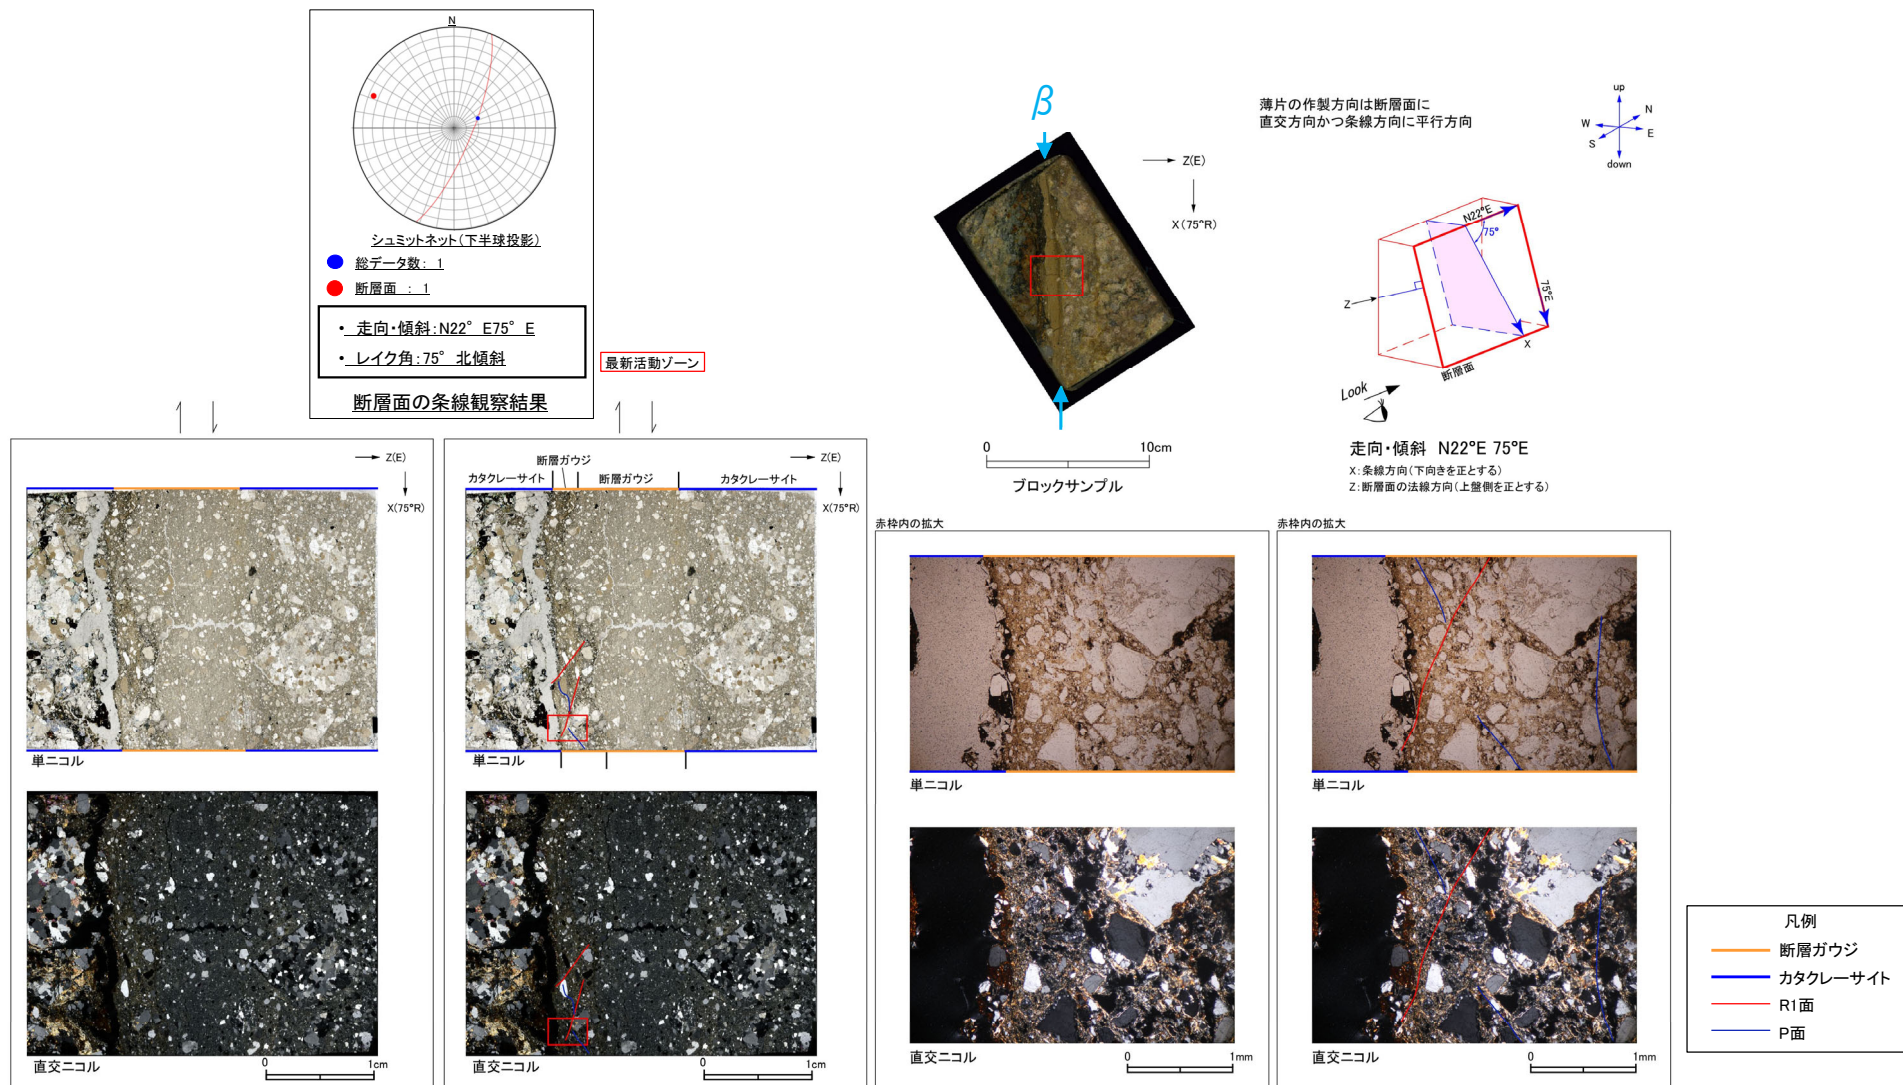 N
シュミットネット(下半球投影)
総データ数: 1
断層面 : 1
・ 走向・傾斜:N22° E75° E
・ レイク角:75° 北傾斜
断層面の条線観察結果
最新活動ゾーン
β
Z(E)
X(75°R)
0 10cm
ブロックサンプル
薄片の作製方向は断層面に
直交方向かつ条線方向に平行方向
up
N
W
E
S
down
N22°E
75°
75°E
Z
X
断層面
Look
走向・傾斜 N22°E 75°E
X:条線方向(下向きを正とする)
Z:断層面の法線方向(上盤側を正とする)
Z(E)
X(75°R)
単ニコル
直交ニコル
0 1cm
断層ガウジ
カタクレーサイト 断層ガウジ カタクレーサイト
Z(E)
X(75°R)
単ニコル
直交ニコル
0 1cm
赤枠内の拡大
単ニコル
直交ニコル
0 1mm
赤枠内の拡大
単ニコル
直交ニコル
0 1mm
凡例
断層ガウジ
カタクレーサイト
R1面
P面